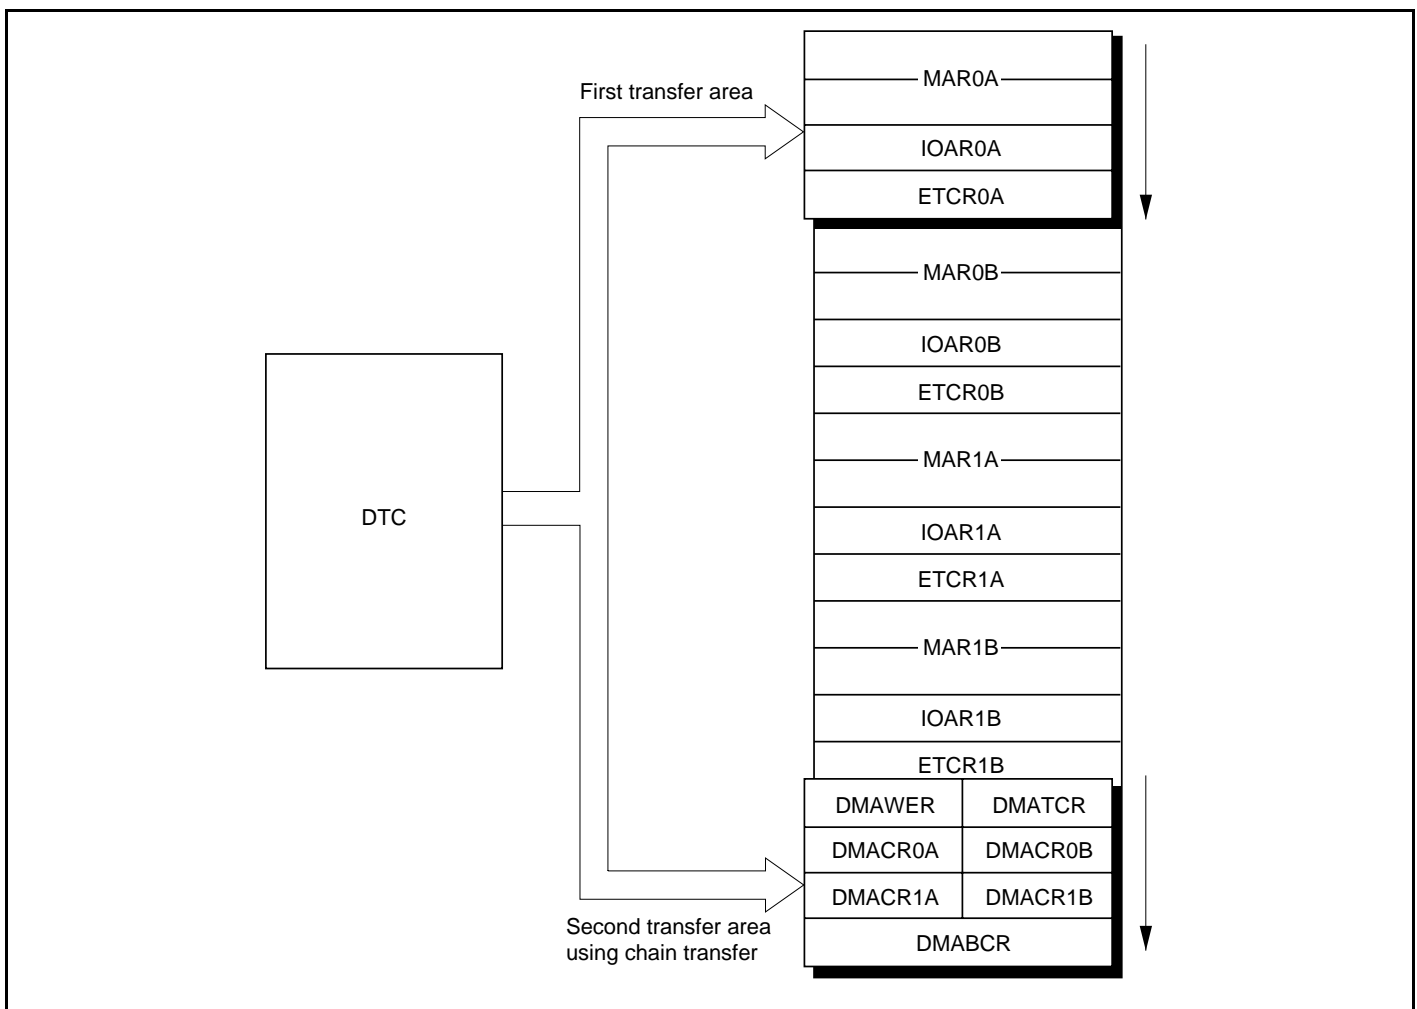 First transfer area
MAR0A
IOAR0A
ETCR0A
MAR0B
IOAR0B
ETCR0B
MAR1A
DTC
IOAR1A
ETCR1A
MAR1B
IOAR1B
ETCR1B
DMAWER DMATCR
DMACR0A DMACR0B
DMACR1A DMACR1B
Second transfer area
using chain transfer
DMABCR